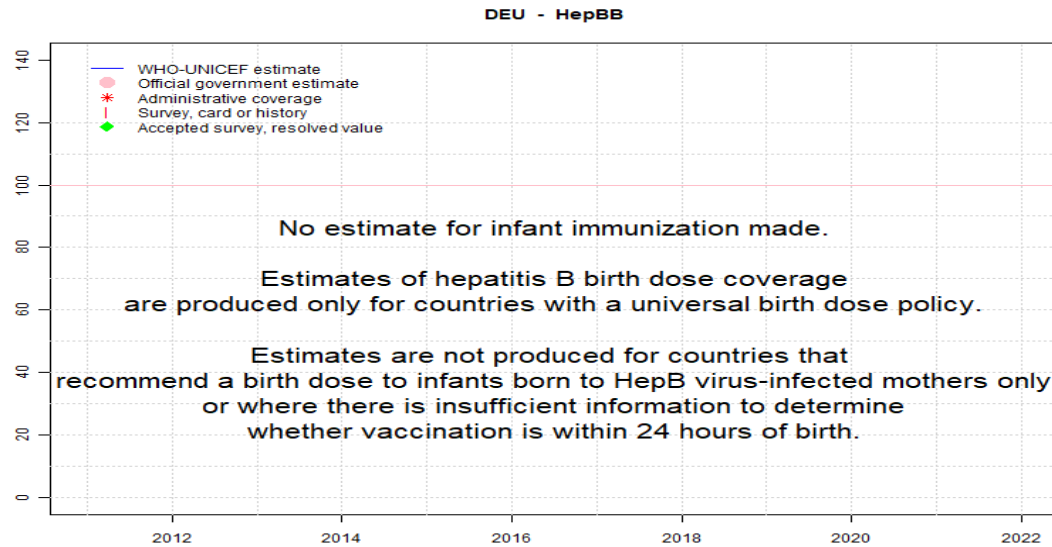 DEU - HepBB
140
120
100
80
60
40
20
0
WHO-UNICEF estimate
Official government estimate
Administrative coverage
Survey, card or history
Accepted survey, resolved value
No estimate for infant immunization made.
Estimates of hepatitis B birth dose coverage
are produced only for countries with a universal birth dose policy.
Estimates are not produced for countries that
recommend a birth dose to infants born to HepB virus-infected mothers only
or where there is insufficient information to determine
whether vaccination is within 24 hours of birth.
2012 2014 2016 2018 2020 2022